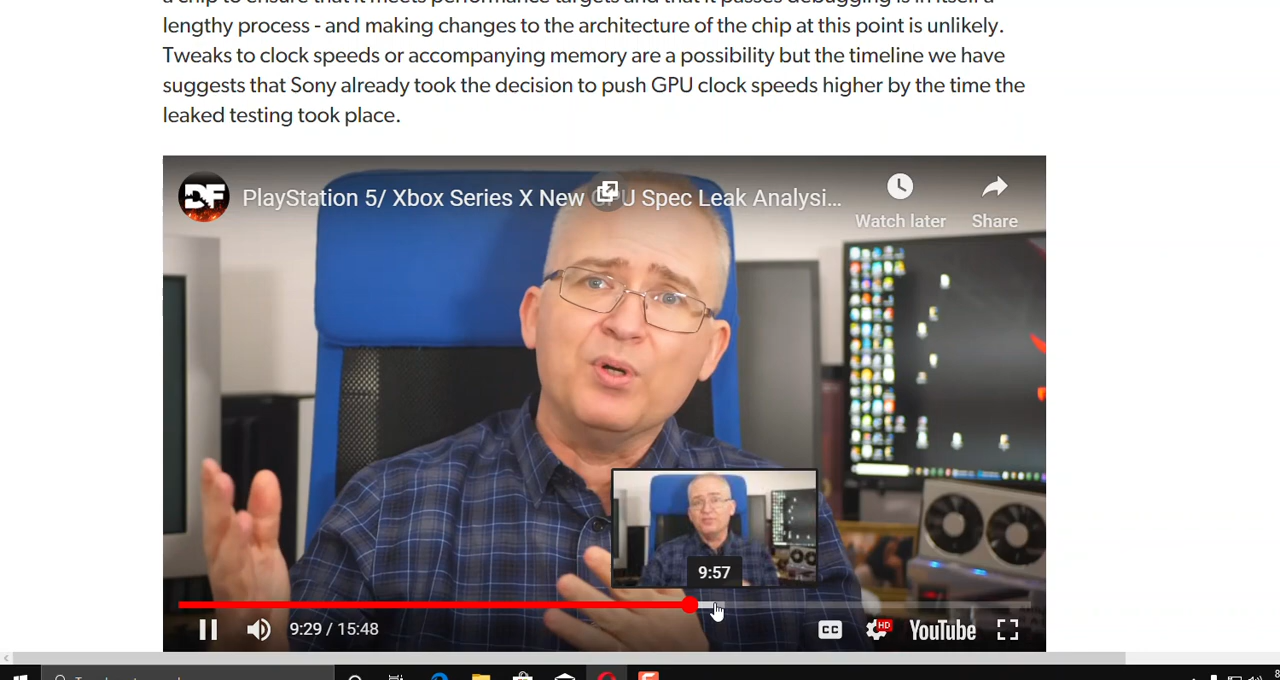 a chip to ensure that it meets performance targets and that it passes debugging is in itself a
lengthy process - and making changes to the architecture of the chip at this point is unlikely.
Tweaks to clock speeds or accompanying memory are a possibility but the timeline we have
suggests that Sony already took the decision to push GPU clock speeds higher by the time the
leaked testing took place.
DF
PlayStation 5/ Xbox Series X New GPU Spec Leak Analysi...
Watch later
Share
9:57
9:29 / 15:48
CC
HD
YouTube